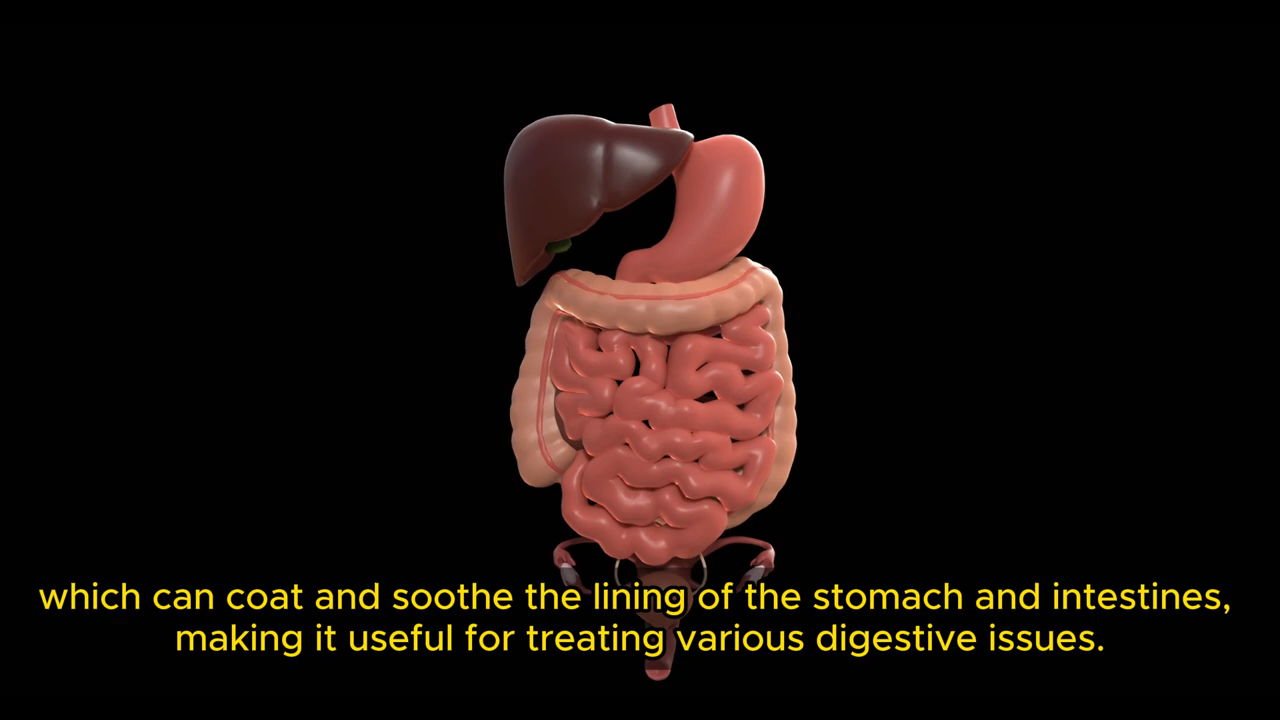 which can coat and soothe the lining of the stomach and intestines,
making it useful for treating various digestive issues.